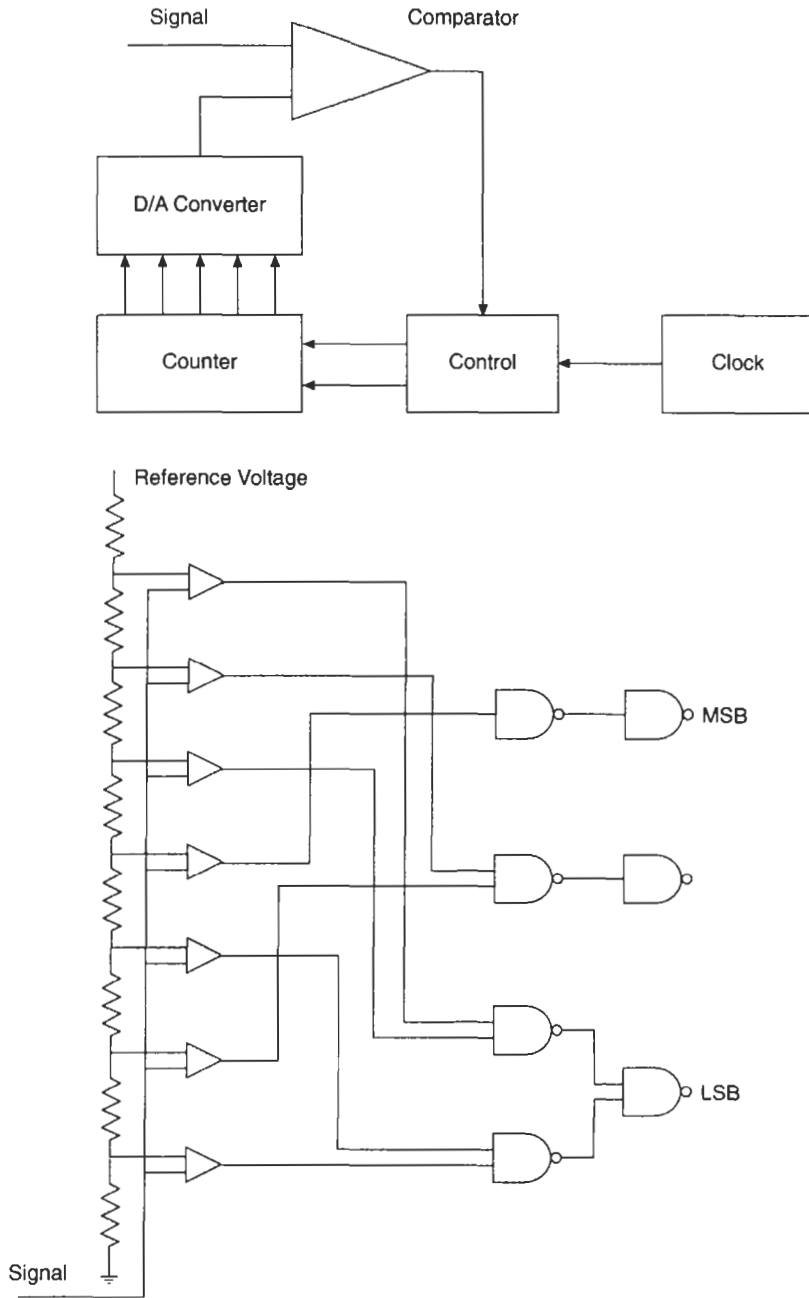 Signal
Comparator
D/A Converter
Counter
Control
Clock
Reference Voltage
MSB
LSB
Signal